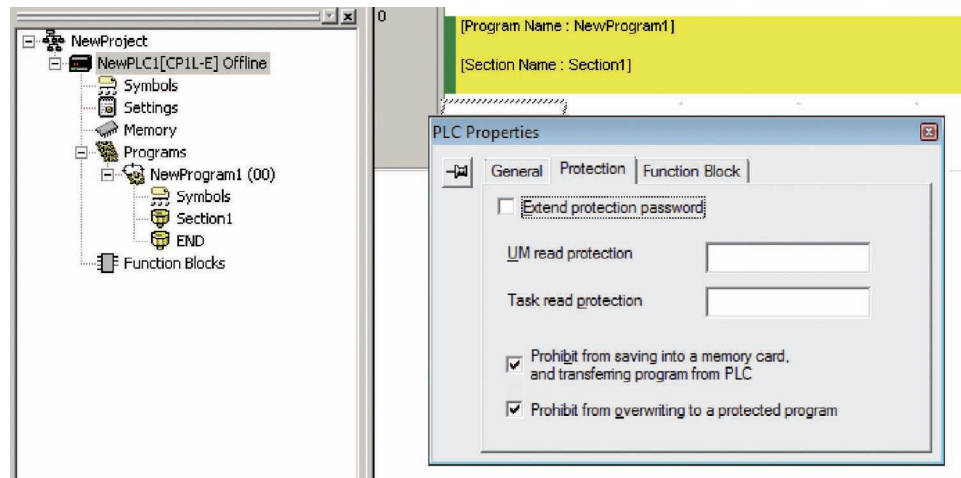 NewProject
NewPLC1[CP1L-E] Offline
Symbols
Settings
Memory
Programs
NewProgram1 (00)
Symbols
Section1
END
Function Blocks
0
[Program Name : NewProgram1]
[Section Name : Section1]
PLC Properties
General Protection Function Block
Extend protection password
UM read protection
Task read protection
Prohibit from saving into a memory card,
and transferring program from PLC
Prohibit from overwriting to a protected program